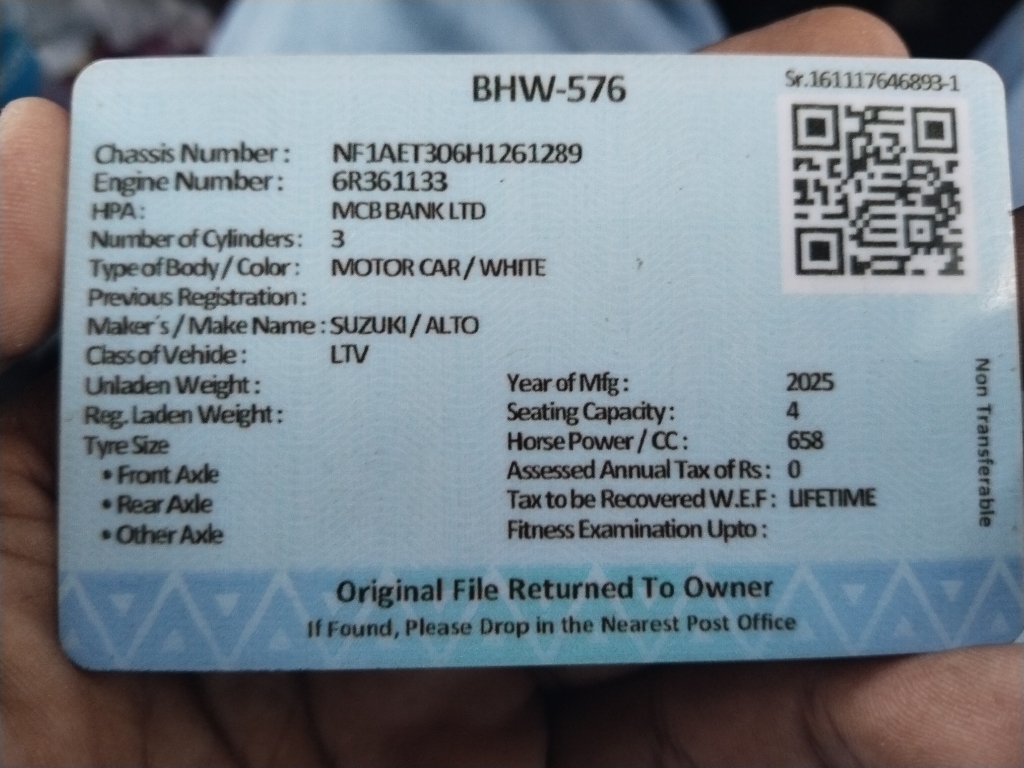 BHW-576
Sr.161117646893-1
Chassis Number : NF1AET306H1261289
Engine Number : 6R361133
HPA : MCB BANK LTD
Number of Cylinders : 3
Type of Body / Color : MOTOR CAR / WHITE
Previous Registration :
Maker's / Make Name : SUZUKI / ALTO
Class of Vehicle : LTV
Unladen Weight :
Reg. Laden Weight :
Tyre Size
• Front Axle
• Rear Axle
• Other Axle
Year of Mfg : 2025
Seating Capacity : 4
Horse Power / CC : 658
Assessed Annual Tax of Rs : 0
Tax to be Recovered W.E.F : LIFETIME
Fitness Examination Upto :
Non Transferable
Original File Returned To Owner
If Found, Please Drop in the Nearest Post Office